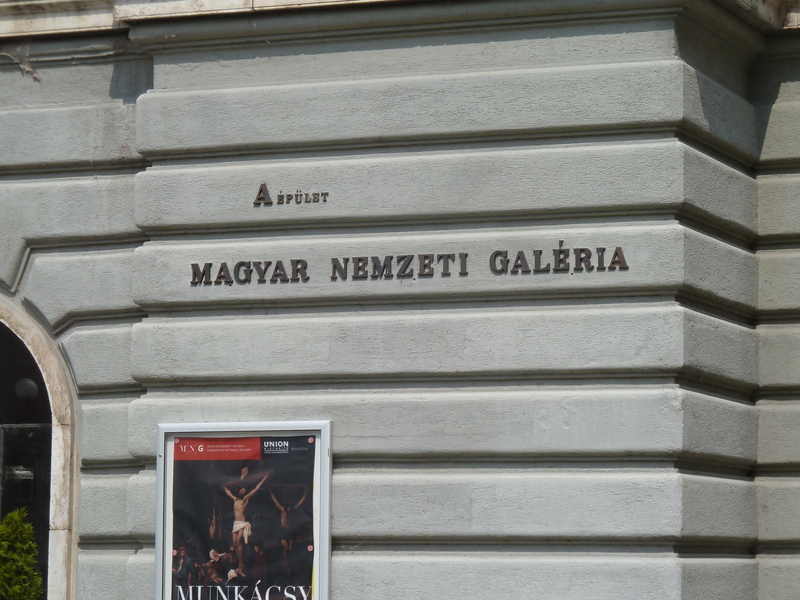 A ÉPÜLET
MAGYAR NEMZETI GALÉRIA
MNG
UNION
MUNKÁCSY